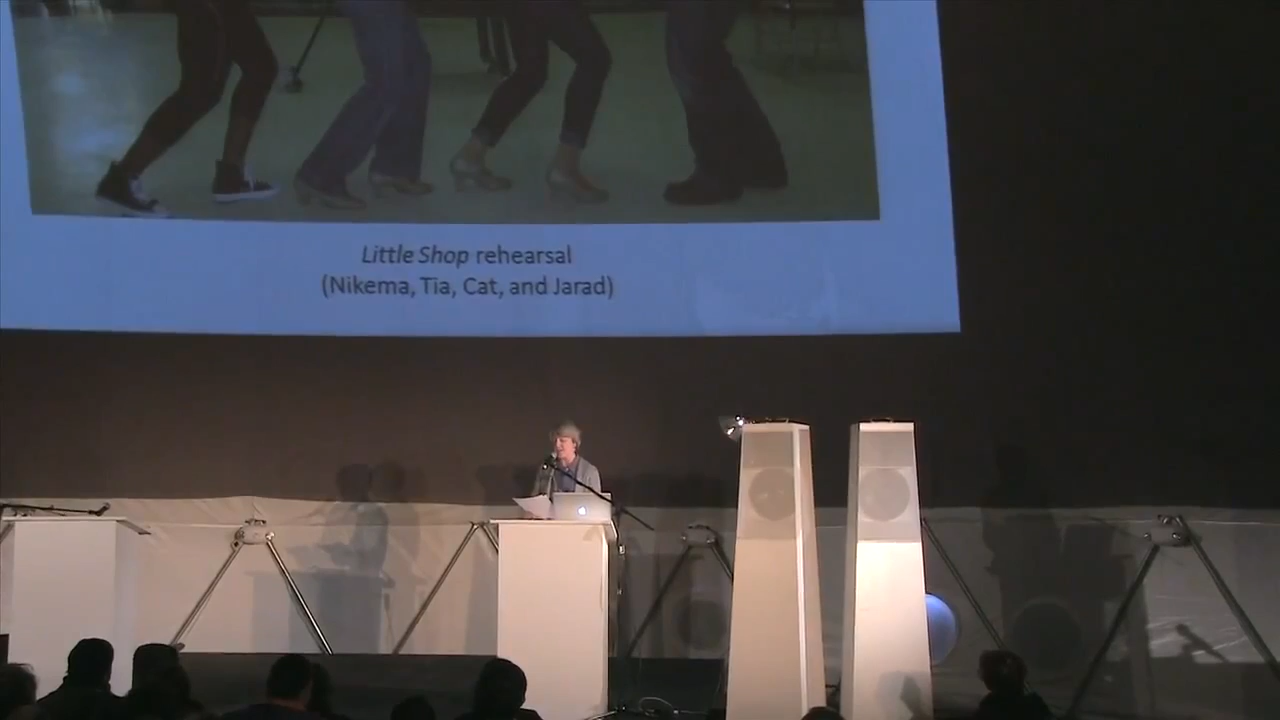 Little Shop rehearsal
(Nikema, Tia, Cat, and Jarad)